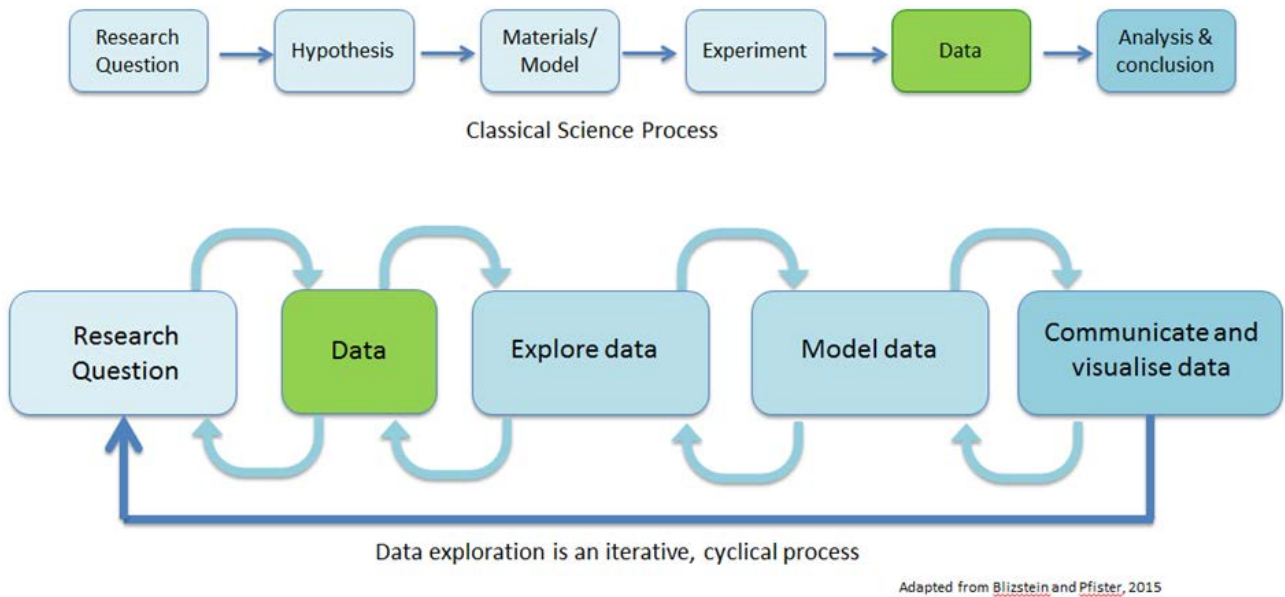 Research
Question
Hypothesis
Materials/
Model
Experiment
Data
Analysis &
conclusion
Classical Science Process
Research
Question
Data
Explore data
Model data
Communicate and
visualise data
Data exploration is an iterative, cyclical process
Adapted from Blizstein and Pfister, 2015